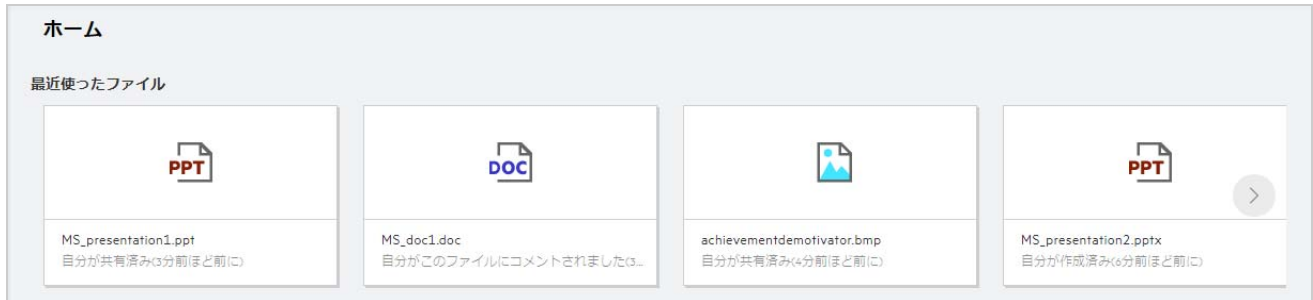 ホーム
最近使ったファイル
PPT
DOC
PPT
MS_presentation1.ppt
自分が共有済み(3分前ほど前に)
MS_doc1.doc
自分がこのファイルにコメントされました(3...
achievementdemotivator.bmp
自分が共有済み(4分前ほど前に)
MS_presentation2.pptx
自分が作成済み(6分前ほど前に)